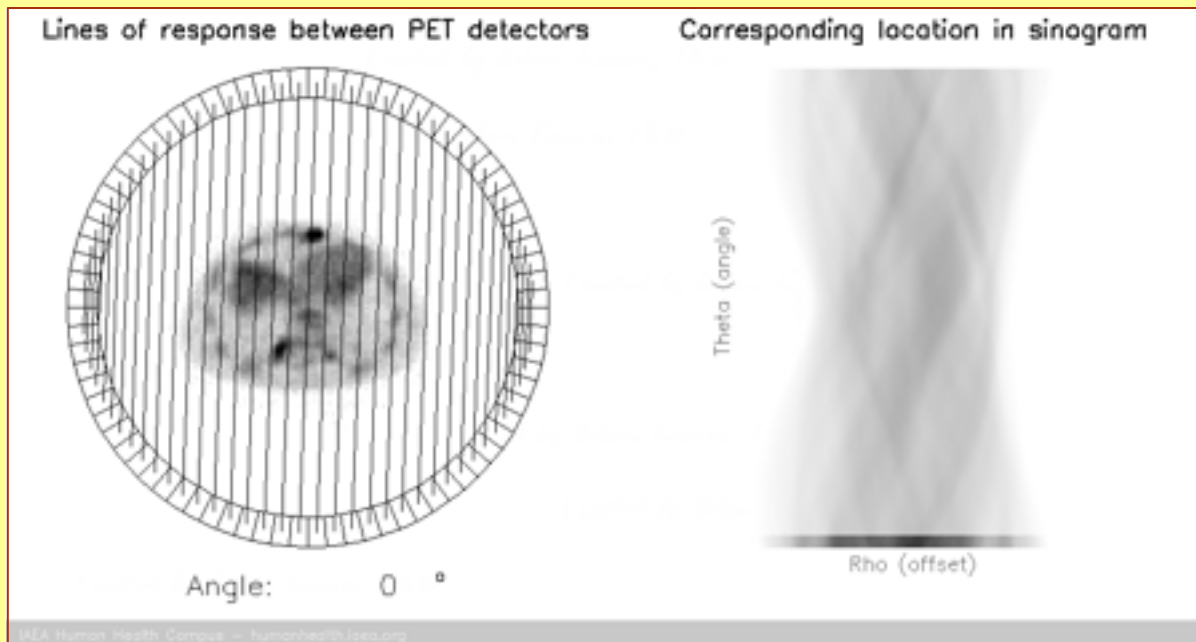 Lines of response between PET detectors
Corresponding location in sinogram
Theta (angle)
Rho (offset)
Angle: 0 °
IAEA Human Health Campus - humanhealth.iaea.org